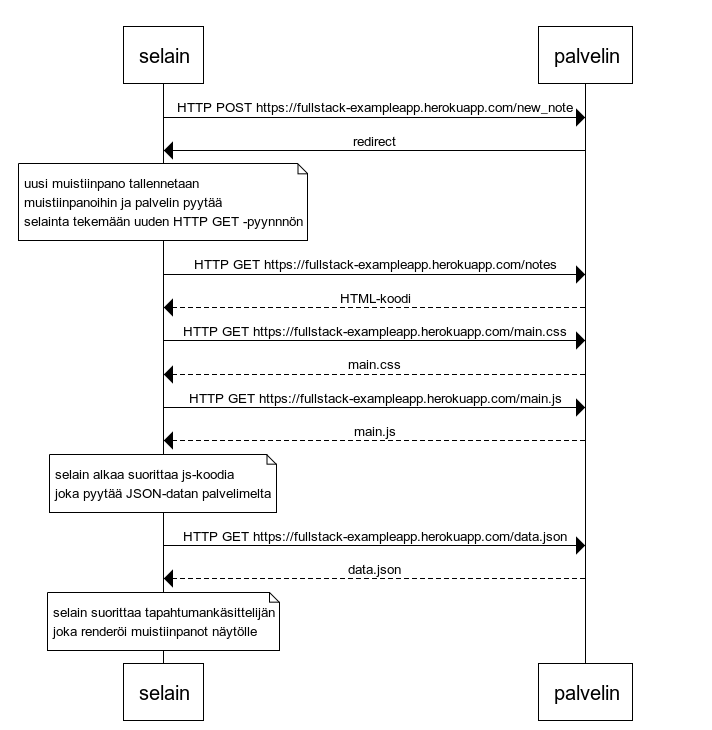 selain
palvelin
HTTP POST https://fullstack-exampleapp.herokuapp.com/new_note
redirect
uusi muistiinpano tallennetaan
muistiinpanoihin ja palvelin pyytää
selainta tekemään uuden HTTP GET -pyynnnön
HTTP GET https://fullstack-exampleapp.herokuapp.com/notes
HTML-koodi
HTTP GET https://fullstack-exampleapp.herokuapp.com/main.css
main.css
HTTP GET https://fullstack-exampleapp.herokuapp.com/main.js
main.js
selain alkaa suorittaa js-koodia
joka pyytää JSON-datan palvelimelta
HTTP GET https://fullstack-exampleapp.herokuapp.com/data.json
data.json
selain suorittaa tapahtumankäsittelijän
joka renderöi muistiinpanot näytölle
selain
palvelin